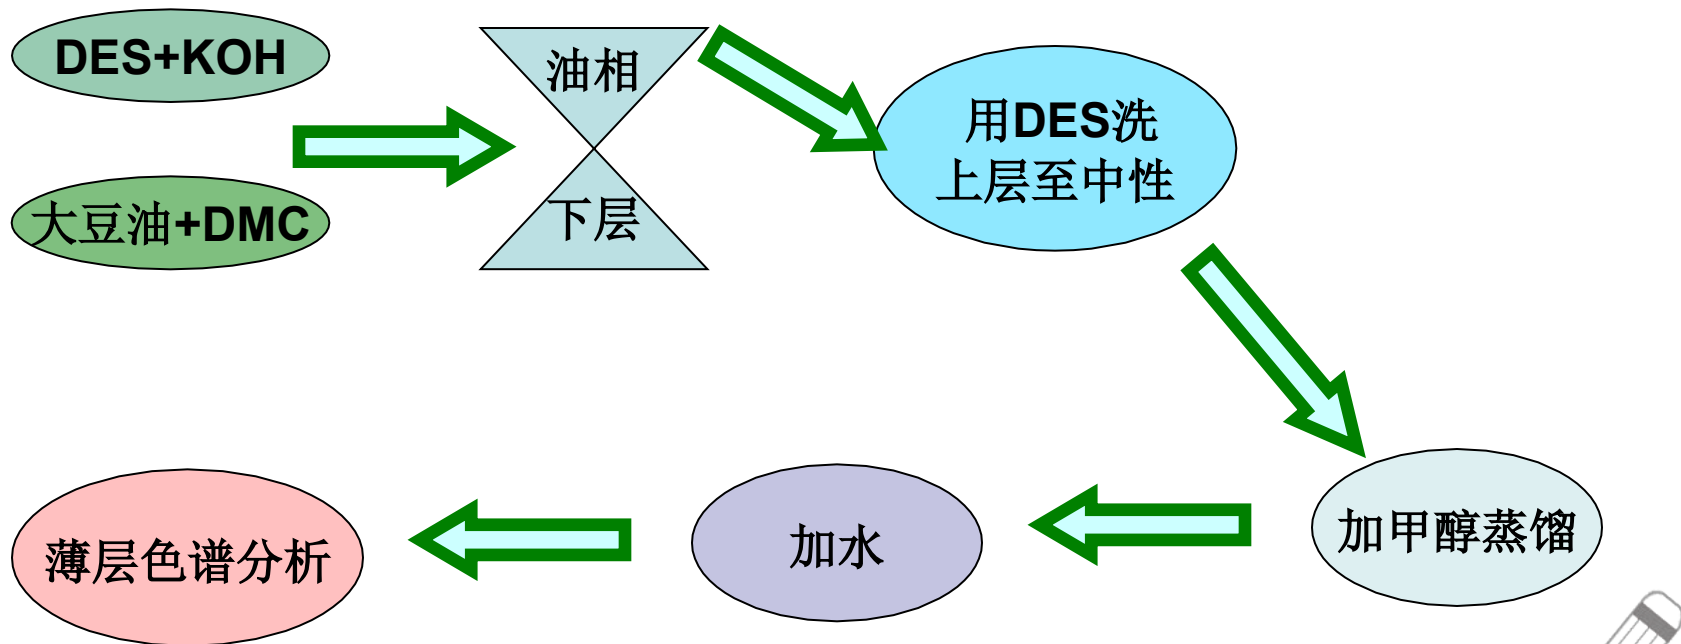 DES+KOH
大豆油+DMC
油相
下层
用DES洗
上层至中性
加甲醇蒸馏
加水
薄层色谱分析